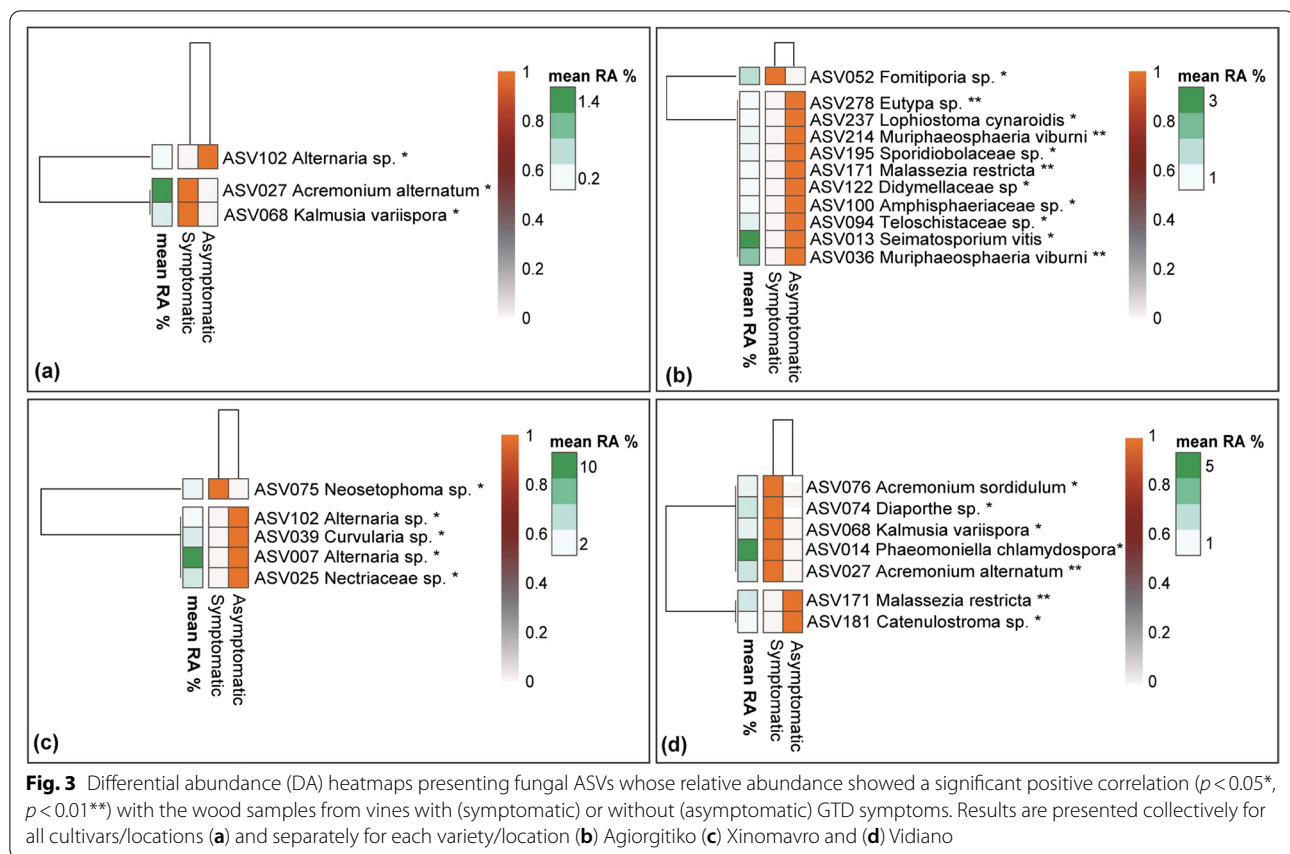 1
0.8
0.6
0.4
0.2
0
mean RA %
1.4
0.2
ASV102 Alternaria sp. *
ASV027 Acremonium alternatum *
ASV068 Kalmusia variispora *
mean RA %
Symptomatic
Asymptomatic
(a)
ASV052 Fomitiporia sp. *
ASV278 Eutypa sp. **
ASV237 Lophiostoma cynaroidis *
ASV214 Muriphaeosphaeria viburni **
ASV195 Sporidiobolaceae sp. *
ASV171 Malassezia restricta **
ASV122 Didymellaceae sp *
ASV100 Amphisphaeriaceae sp. *
ASV094 Teloschistaceae sp. *
ASV013 Seimatosporium vitis *
ASV036 Muriphaeosphaeria viburni **
mean RA %
Symptomatic
Asymptomatic
1
0.8
0.6
0.4
0.2
0
mean RA %
3
1
(b)
ASV075 Neosetophoma sp. *
ASV102 Alternaria sp. *
ASV039 Curvularia sp. *
ASV007 Alternaria sp. *
ASV025 Nectriaceae sp. *
mean RA %
Symptomatic
Asymptomatic
1
0.8
0.6
0.4
0.2
0
mean RA %
10
2
(c)
ASV076 Acremonium sordidulum *
ASV074 Diaporthe sp. *
ASV068 Kalmusia variispora *
ASV014 Phaeomoniella chlamydospora*
ASV027 Acremonium alternatum **
ASV171 Malassezia restricta **
ASV181 Catenulostroma sp. *
mean RA %
Symptomatic
Asymptomatic
1
0.8
0.6
0.4
0.2
0
mean RA %
5
1
(d)
Fig. 3 Differential abundance (DA) heatmaps presenting fungal ASVs whose relative abundance showed a significant positive correlation (p < 0.05*,
p < 0.01**) with the wood samples from vines with (symptomatic) or without (asymptomatic) GTD symptoms. Results are presented collectively for
all cultivars/locations (a) and separately for each variety/location (b) Agiorgitiko (c) Xinomavro and (d) Vidiano